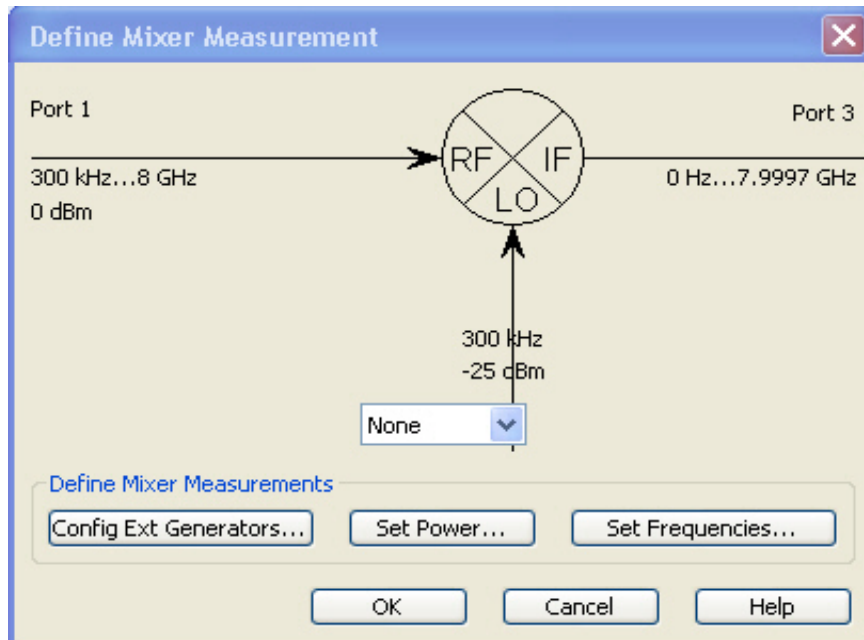 Define Mixer Measurement
Port 1
Port 3
RF
IF
LO
300 kHz...8 GHz
0 dBm
0 Hz...7.9997 GHz
300 kHz
-25 dBm
None
Define Mixer Measurements
Config Ext Generators...
Set Power...
Set Frequencies...
OK
Cancel
Help